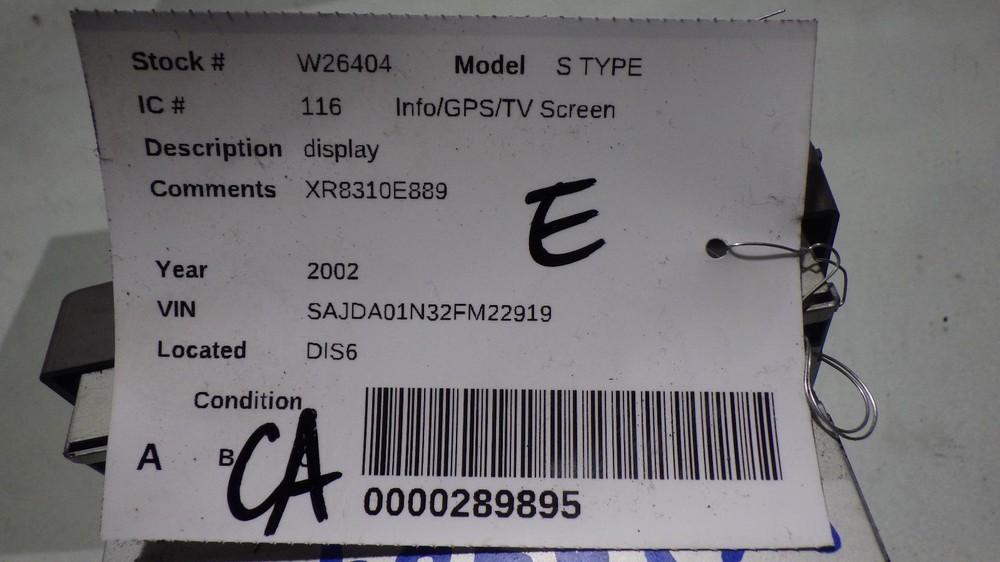 Stock # W26404 Model S TYPE
IC # 116 Info/GPS/TV Screen
Description display
Comments XR8310E889
E
Year 2002
VIN SAJDA01N32FM22919
Located DIS6
Condition
A B C
CA
0000289895